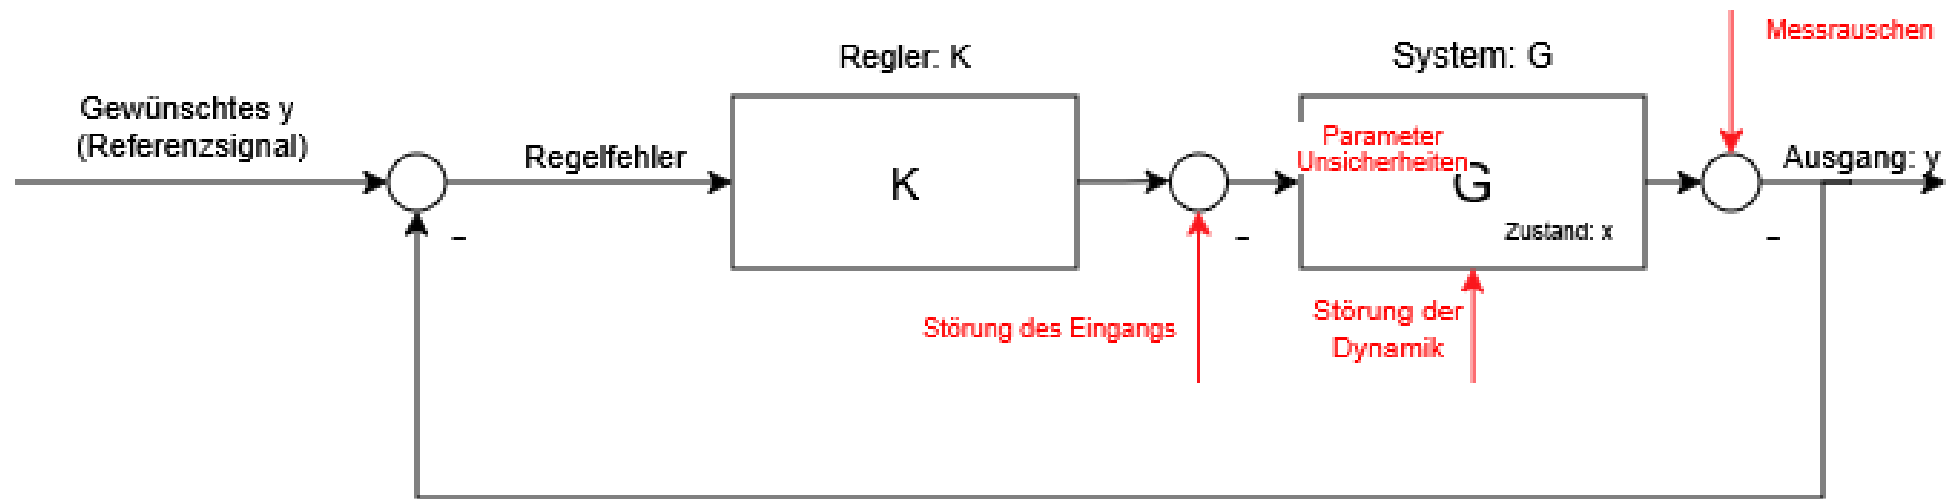 Gewünschtes y
(Referenzsignal)
Regelfehler
Regler: K
K
System: G
Parameter
Unsicherheiten
G
Zustand: x
Messrauschen
Ausgang: y
–
–
–
Störung des Eingangs
Störung der
Dynamik